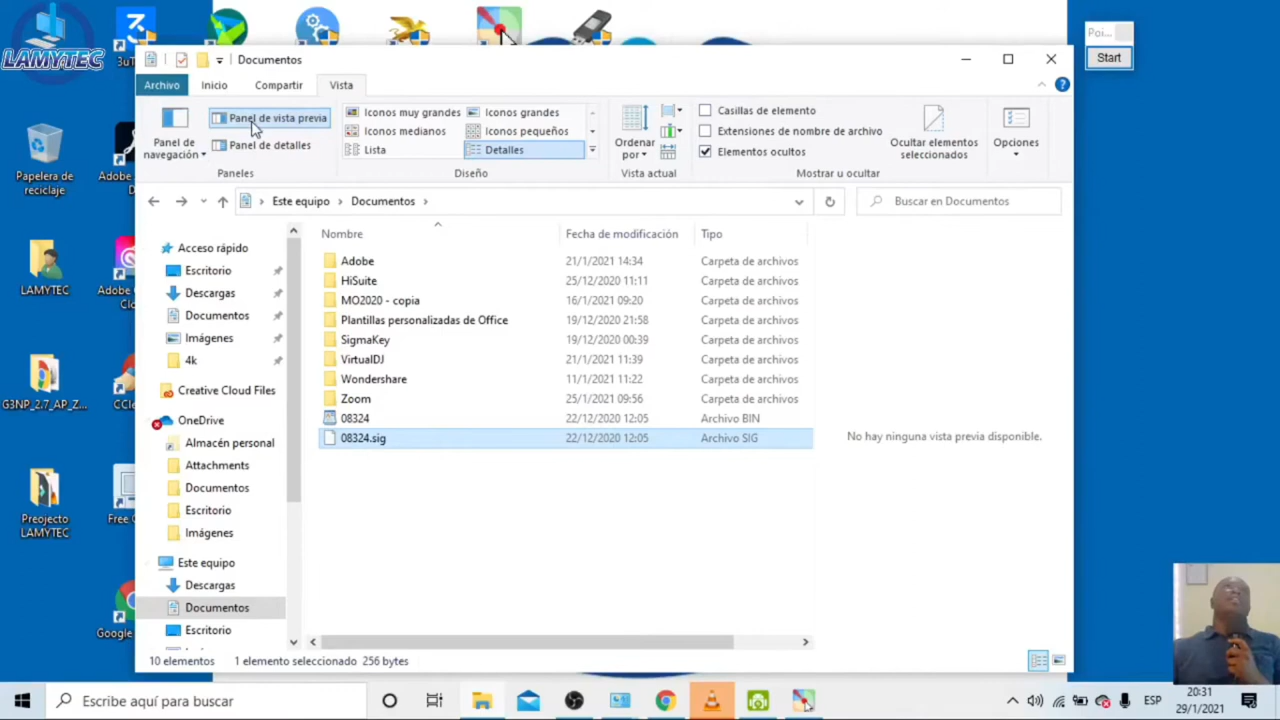 LAMYTEC
3uT
Documentos
Poi...
Start
Archivo
Inicio
Compartir
Vista
Panel de navegación
Panel de vista previa
Panel de detalles
Paneles
Iconos muy grandes
Iconos grandes
Iconos medianos
Iconos pequeños
Lista
Detalles
Diseño
Ordenar por
Vista actual
Casillas de elemento
Extensiones de nombre de archivo
Elementos ocultos
Ocultar elementos seleccionados
Mostrar u ocultar
Opciones
Este equipo
Documentos
Buscar en Documentos
Papelera de reciclaje
Adobe
LAMYTEC
Adobe
G3NP_2.7_AP_Z...
Preojecto LAMYTEC
Free
Google
Acceso rápido
Escritorio
Descargas
Documentos
Imágenes
4k
Creative Cloud Files
OneDrive
Almacén personal
Attachments
Documentos
Escritorio
Imágenes
Este equipo
Descargas
Documentos
Escritorio
Nombre Fecha de modificación Tipo
Adobe 21/1/2021 14:34 Carpeta de archivos
HiSuite 25/12/2020 11:11 Carpeta de archivos
MO2020 - copia 16/1/2021 09:20 Carpeta de archivos
Plantillas personalizadas de Office 19/12/2020 21:58 Carpeta de archivos
SigmaKey 19/12/2020 00:39 Carpeta de archivos
VirtualDJ 21/1/2021 11:39 Carpeta de archivos
Wondershare 11/1/2021 11:22 Carpeta de archivos
Zoom 25/1/2021 09:56 Carpeta de archivos
08324 22/12/2020 12:05 Archivo BIN
08324.sig 22/12/2020 12:05 Archivo SIG
No hay ninguna vista previa disponible.
10 elementos 1 elemento seleccionado 256 bytes
Escribe aquí para buscar
ESP
20:31
29/1/2021